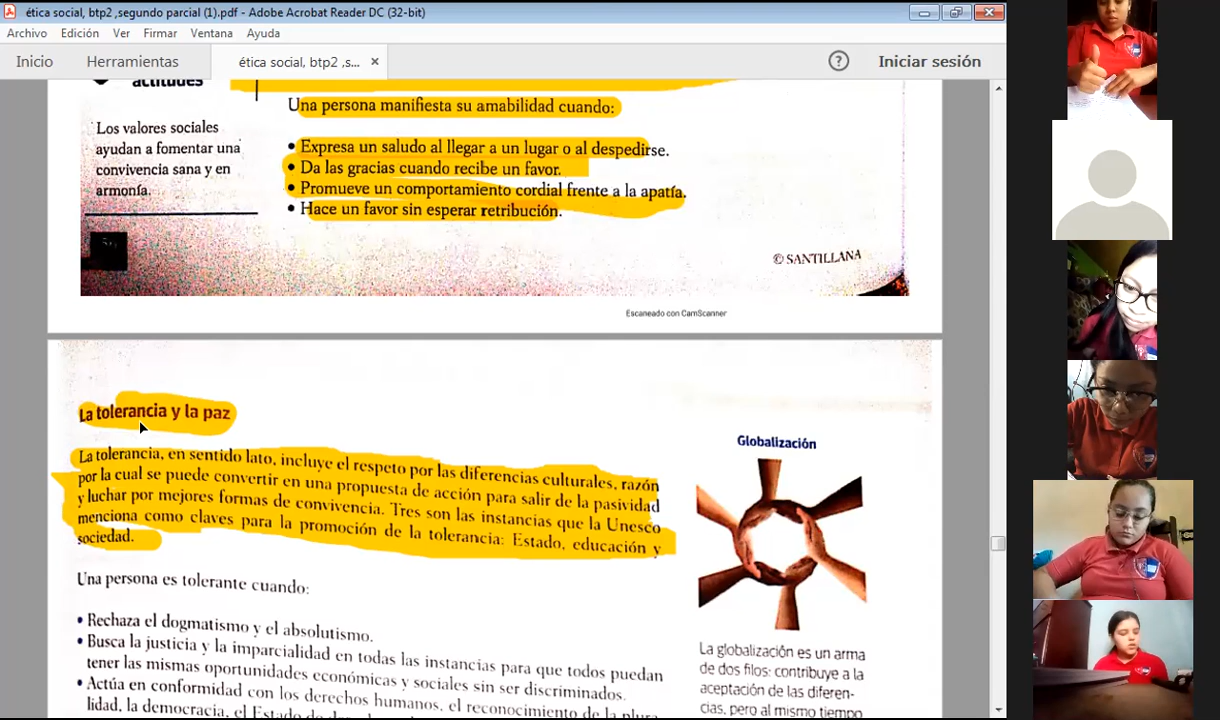 ética social, btp2 ,segundo parcial (1).pdf - Adobe Acrobat Reader DC (32-bit)
Archivo Edición Ver Firmar Ventana Ayuda
Inicio Herramientas ética social, btp2 ,s... × ? Iniciar sesión
actitudes
Los valores sociales
ayudan a fomentar una
convivencia sana y en
armonía.
Una persona manifiesta su amabilidad cuando:
• Expresa un saludo al llegar a un lugar o al despedirse.
• Da las gracias cuando recibe un favor.
• Promueve un comportamiento cordial frente a la apatía.
• Hace un favor sin esperar retribución.
© SANTILLANA
Escaneado con CamScanner
La tolerancia y la paz
La tolerancia, en sentido lato, incluye el respeto por las diferencias culturales, razón
por la cual se puede convertir en una propuesta de acción para salir de la pasividad
y luchar por mejores formas de convivencia. Tres son las instancias que la Unesco
menciona como claves para la promoción de la tolerancia: Estado, educación y
sociedad.
Una persona es tolerante cuando:
• Rechaza el dogmatismo y el absolutismo.
• Busca la justicia y la imparcialidad en todas las instancias para que todos puedan
tener las mismas oportunidades económicas y sociales sin ser discriminados.
• Actúa en conformidad con los derechos humanos, el reconocimiento de la plura-
lidad, la democracia, el Estado de
Globalización
La globalización es un arma
de dos filos: contribuye a la
aceptación de las diferen-
cias, pero al mismo tiempo